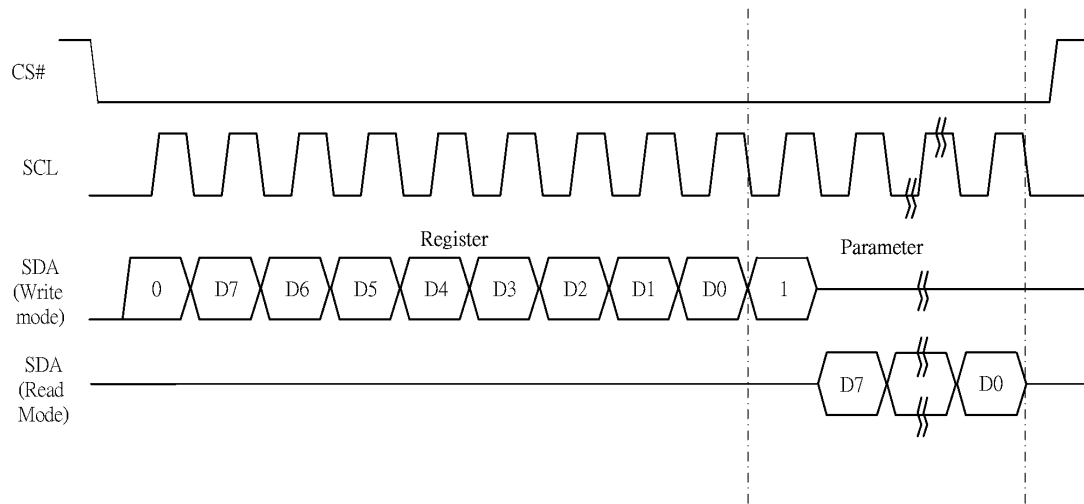 CS#
SCL
Register
Parameter
SDA
(Write
mode)
0 D7 D6 D5 D4 D3 D2 D1 D0 1
SDA
(Read
Mode)
D7 D0